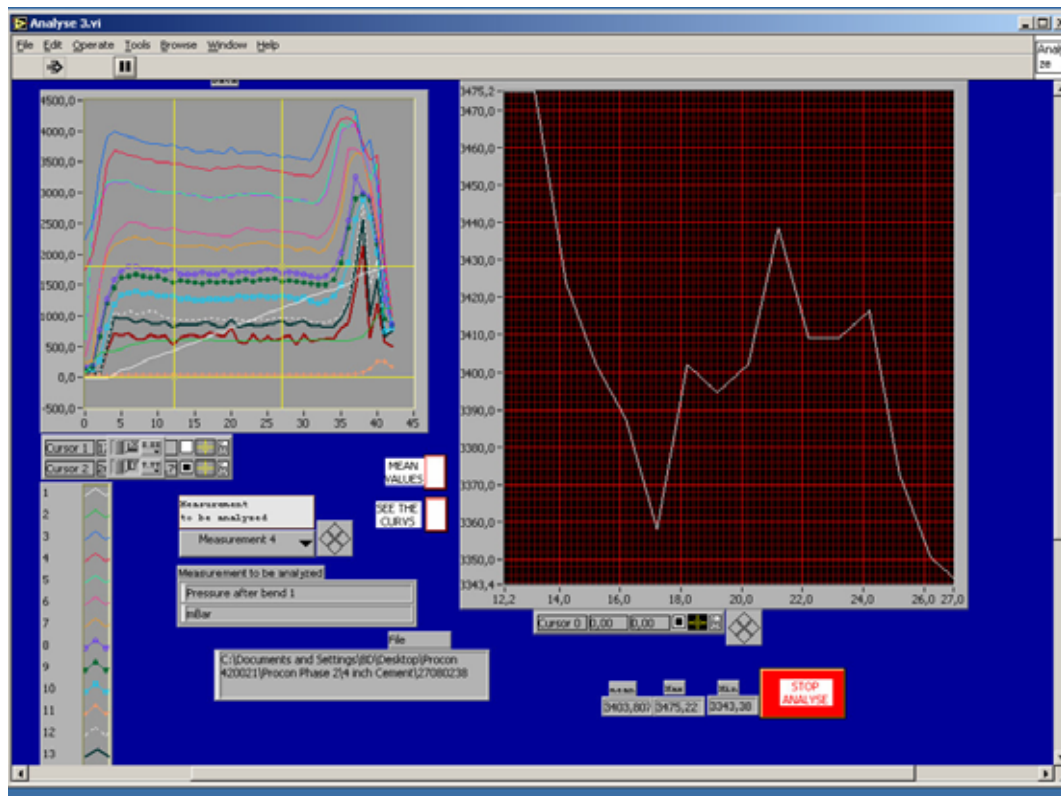 Analyse 3.vi
File Edit Operate Tools Browse Window Help
Analy
ze
4500,0
4000,0
3500,0
3000,0
2500,0
2000,0
1500,0
1000,0
500,0
0,0
-500,0
0 5 10 15 20 25 30 35 40 45
3475,2
3470,0
3460,0
3450,0
3440,0
3430,0
3420,0
3410,0
3400,0
3390,0
3380,0
3370,0
3360,0
3350,0
3343,4
12,2 14,0 16,0 18,0 20,0 22,0 24,0 26,0 27,0
Cursor 1
Cursor 2
MEAN
VALUES
SEE THE
CURVS
1
2
3
4
5
6
7
8
9
10
11
12
13
Measurement
to be analyzed
Measurement 4
Measurement to be analyzed
Pressure after bend 1
mBar
File
C:\Documents and Settings\BD\Desktop\Procon
420021\Procon Phase 2\4 inch Cement\27080238
Cursor 0 0,00 0,00
mean Max Min
3403,807 3475,22 3343,38
STOP
ANALYSE